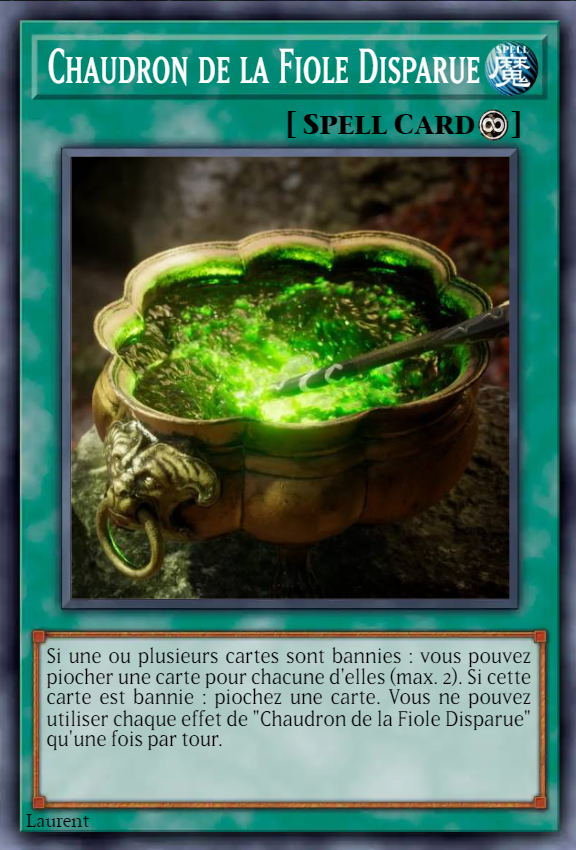 Chaudron de la Fiole Disparue
SPELL
魔
[ Spell Card ]
Si une ou plusieurs cartes sont bannies : vous pouvez
piocher une carte pour chacune d'elles (max. 2). Si cette
carte est bannie : piochez une carte. Vous ne pouvez
utiliser chaque effet de "Chaudron de la Fiole Disparue"
qu'une fois par tour.
Laurent